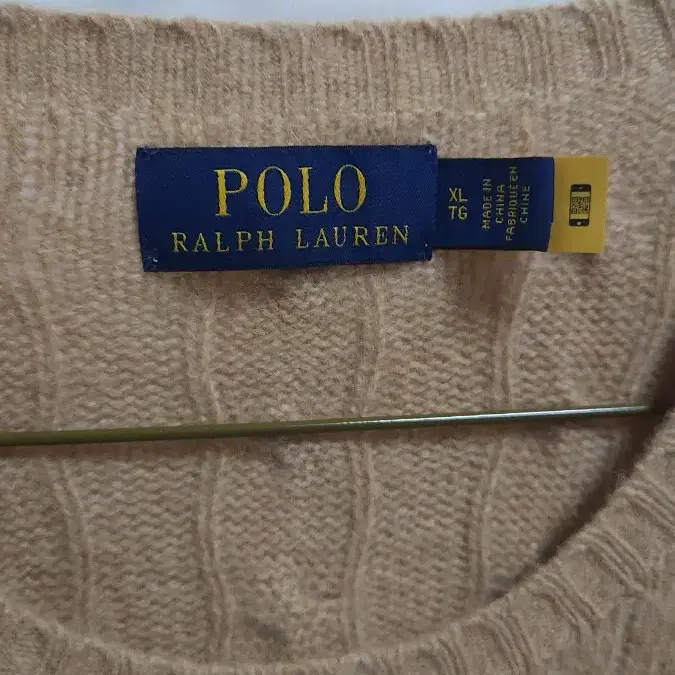 POLO
RALPH LAUREN
XL
TG
MADE IN
CHINA
FABRIQUÉ EN
CHINE